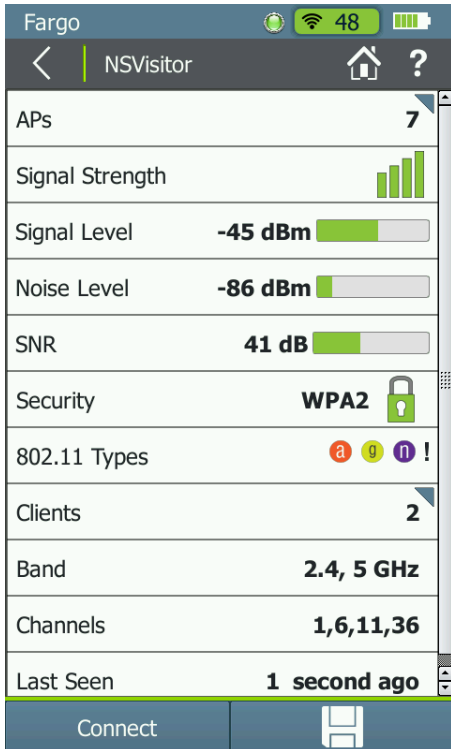 Fargo 48
NSVisitor ?
APs 7
Signal Strength
Signal Level -45 dBm
Noise Level -86 dBm
SNR 41 dB
Security WPA2
802.11 Types a g n !
Clients 2
Band 2.4, 5 GHz
Channels 1,6,11,36
Last Seen 1 second ago
Connect